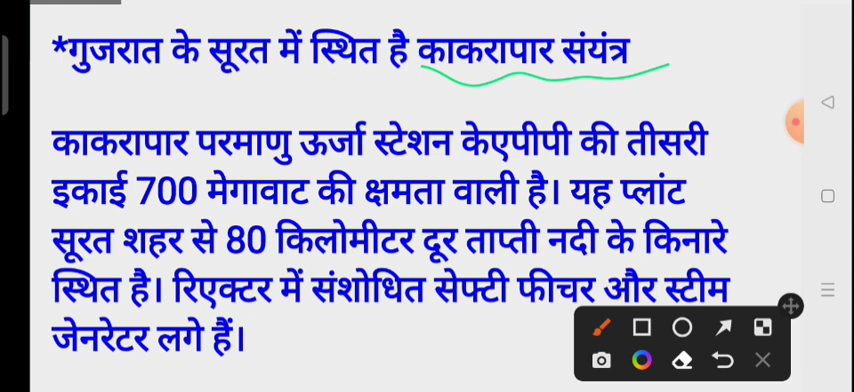 *गुजरात के सूरत में स्थित है काकरापार संयंत्र
काकरापार परमाणु ऊर्जा स्टेशन केएपीपी की तीसरी
इकाई 700 मेगावाट की क्षमता वाली है। यह प्लांट
सूरत शहर से 80 किलोमीटर दूर ताप्ती नदी के किनारे
स्थित है। रिएक्टर में संशोधित सेफ्टी फीचर और स्टीम
जेनरेटर लगे हैं।